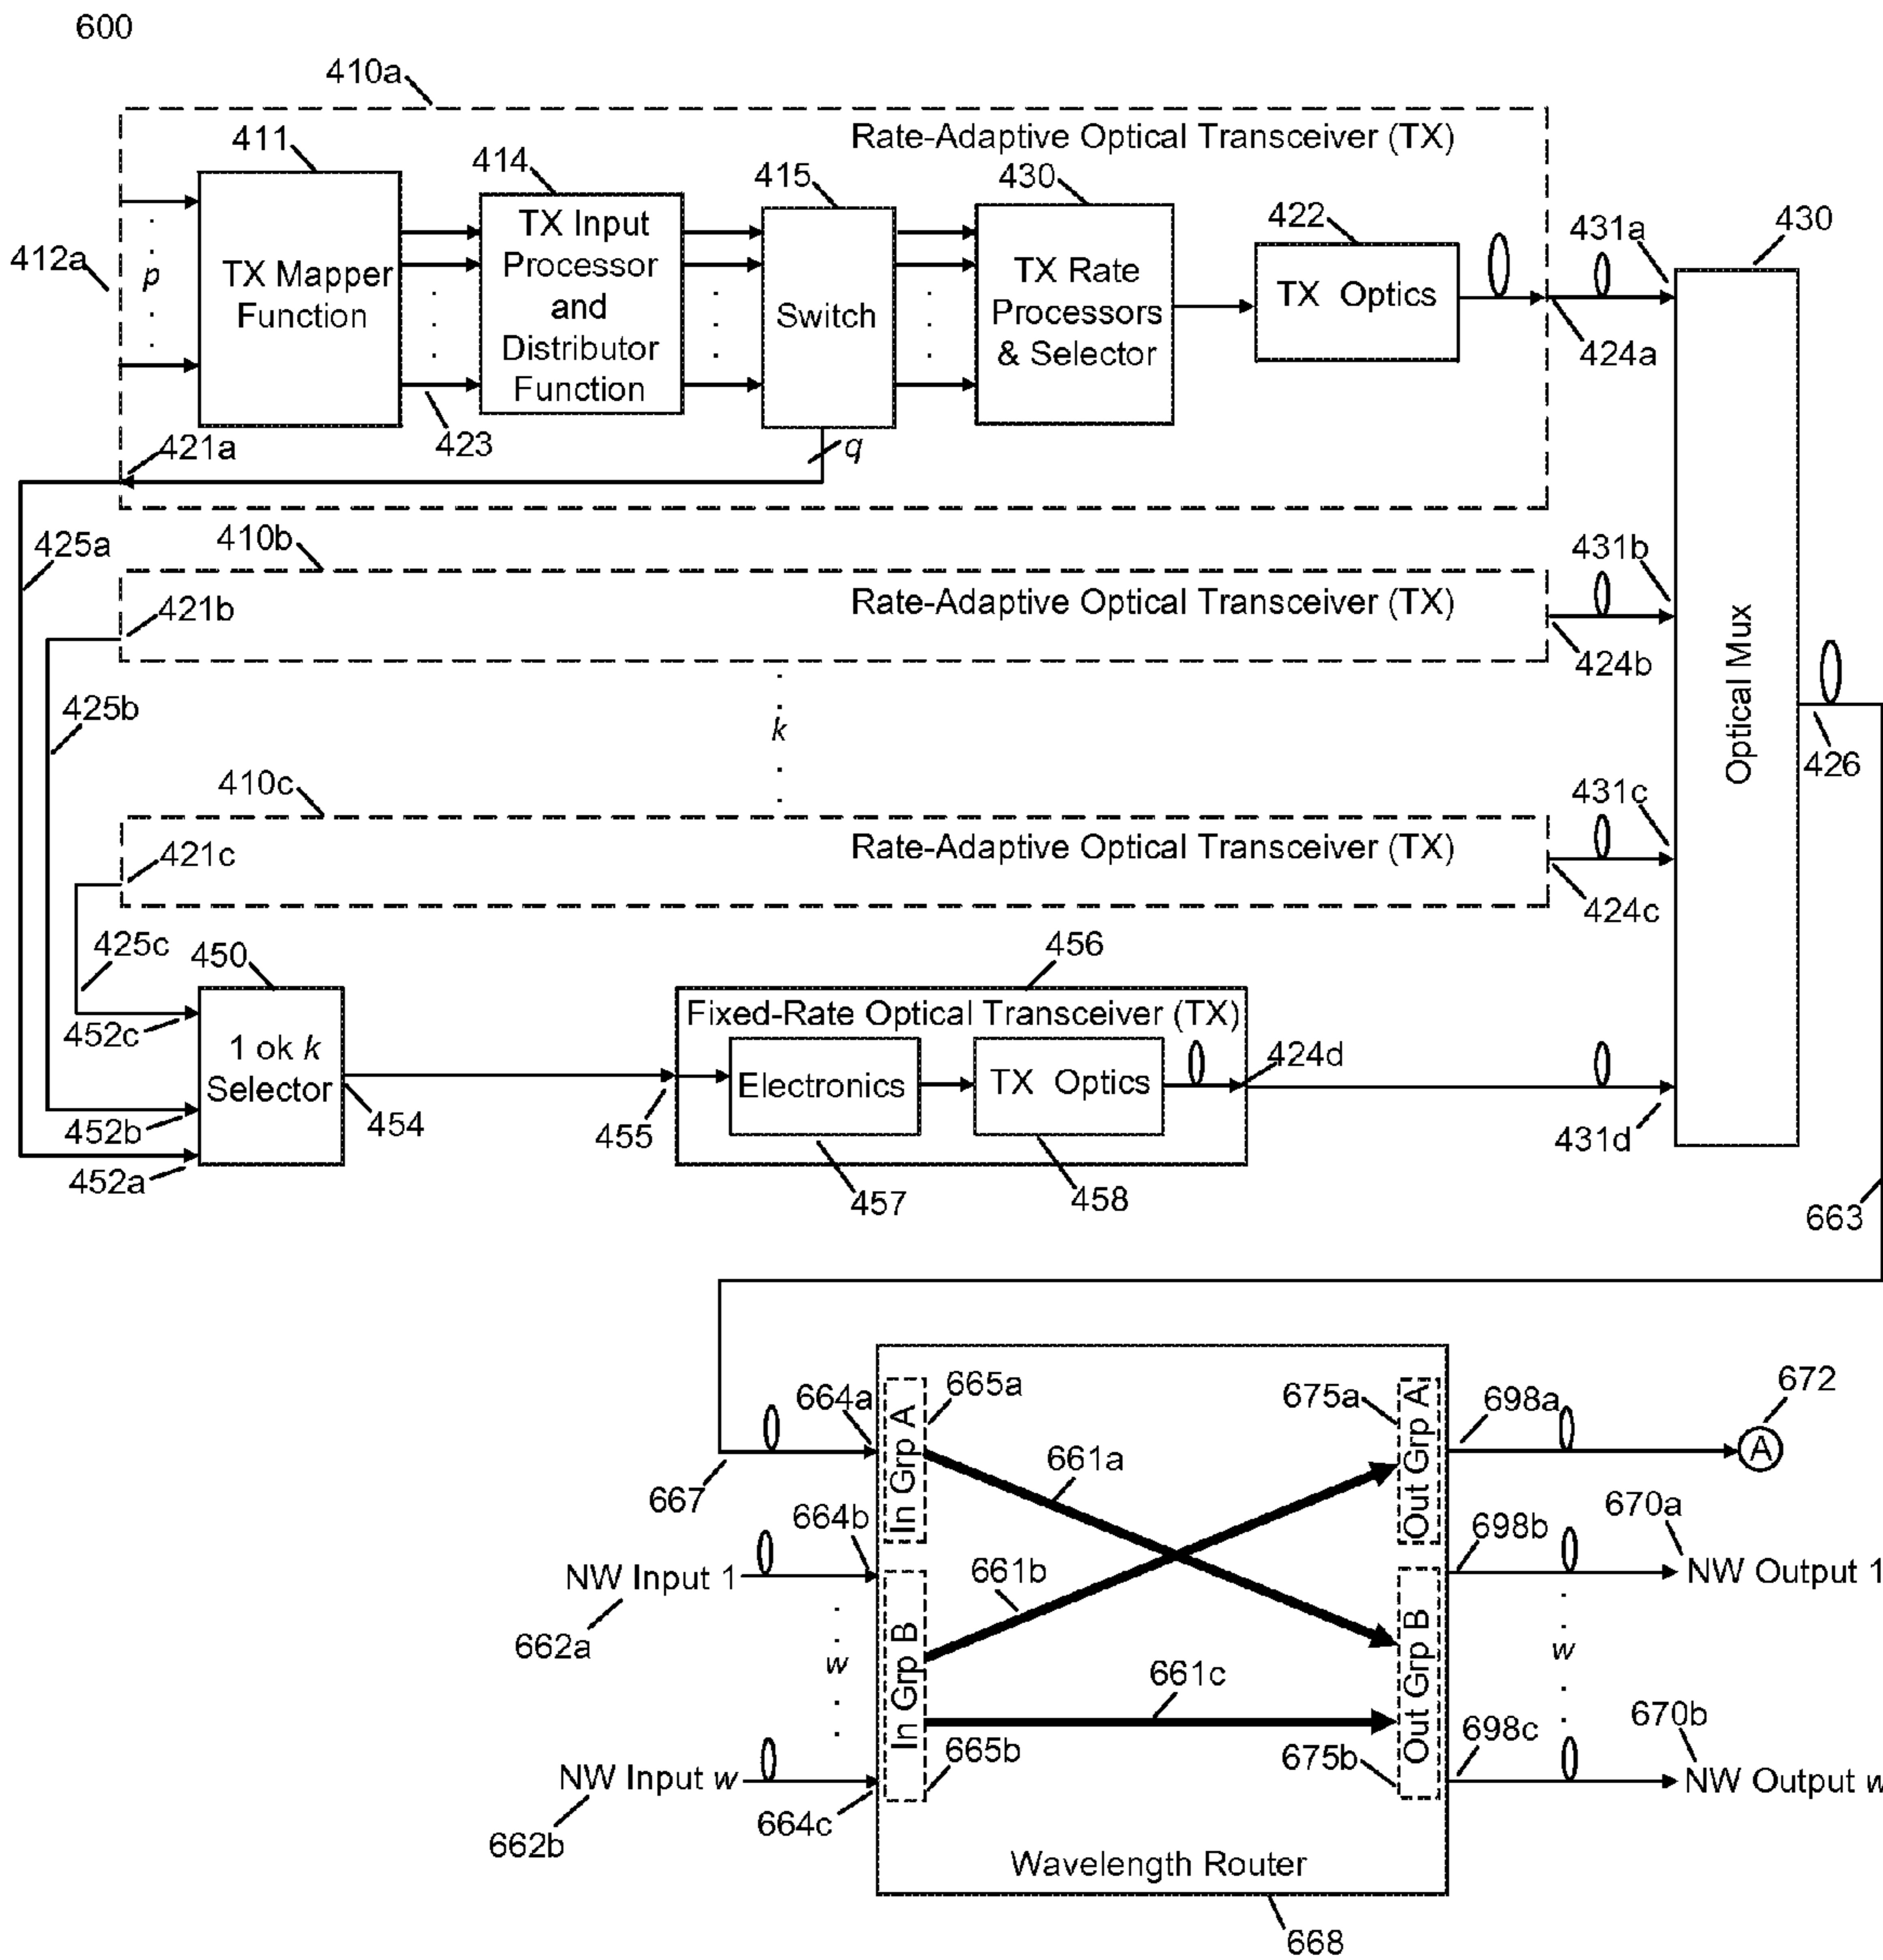 600
410a
Rate-Adaptive Optical Transceiver (TX)
411
414
415
430
422
431a
430
412a
p
TX Mapper
Function
TX Input
Processor
and
Distributor
Function
Switch
TX Rate
Processors
& Selector
TX Optics
424a
421a
423
q
425a
410b
431b
421b
Rate-Adaptive Optical Transceiver (TX)
424b
Optical Mux
425b
k
426
410c
431c
421c
Rate-Adaptive Optical Transceiver (TX)
424c
425c
450
456
452c
1 ok k
Selector
Fixed-Rate Optical Transceiver (TX)
424d
Electronics
TX Optics
452b
454
455
431d
452a
457
458
663
664a
665a
675a
698a
672
In Grp A
Out Grp A
A
667
661a
664b
698b
670a
NW Input 1
661b
NW Output 1
662a
w
In Grp B
661c
Out Grp B
w
698c
670b
NW Input w
665b
675b
NW Output w
662b
664c
Wavelength Router
668